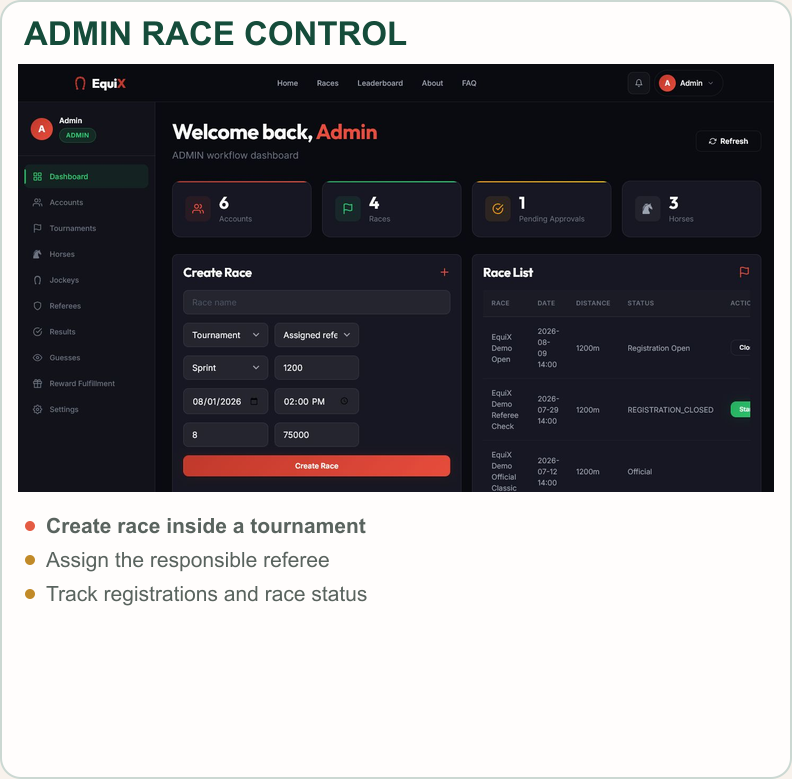 ADMIN RACE CONTROL
EquiX
Home Races Leaderboard About FAQ
A Admin
A Admin
ADMIN
Dashboard
Accounts
Tournaments
Horses
Jockeys
Referees
Results
Guesses
Reward Fulfillment
Settings
Welcome back, Admin
ADMIN workflow dashboard
Refresh
6
Accounts
4
Races
1
Pending Approvals
3
Horses
Create Race
Race name
Tournament Assigned refe
Sprint 1200
08/01/2026 02:00 PM
8 75000
Create Race
Race List
RACE DATE DISTANCE STATUS ACTIC
EquiX
Demo
Open
2026-
08-
09
14:00
1200m
Registration Open
Clo
EquiX
Demo
Referee
Check
2026-
07-29
14:00
1200m
REGISTRATION_CLOSED
Star
EquiX
Demo
Official
Classic
2026-
07-12
14:00
1200m
Official
Create race inside a tournament
Assign the responsible referee
Track registrations and race status